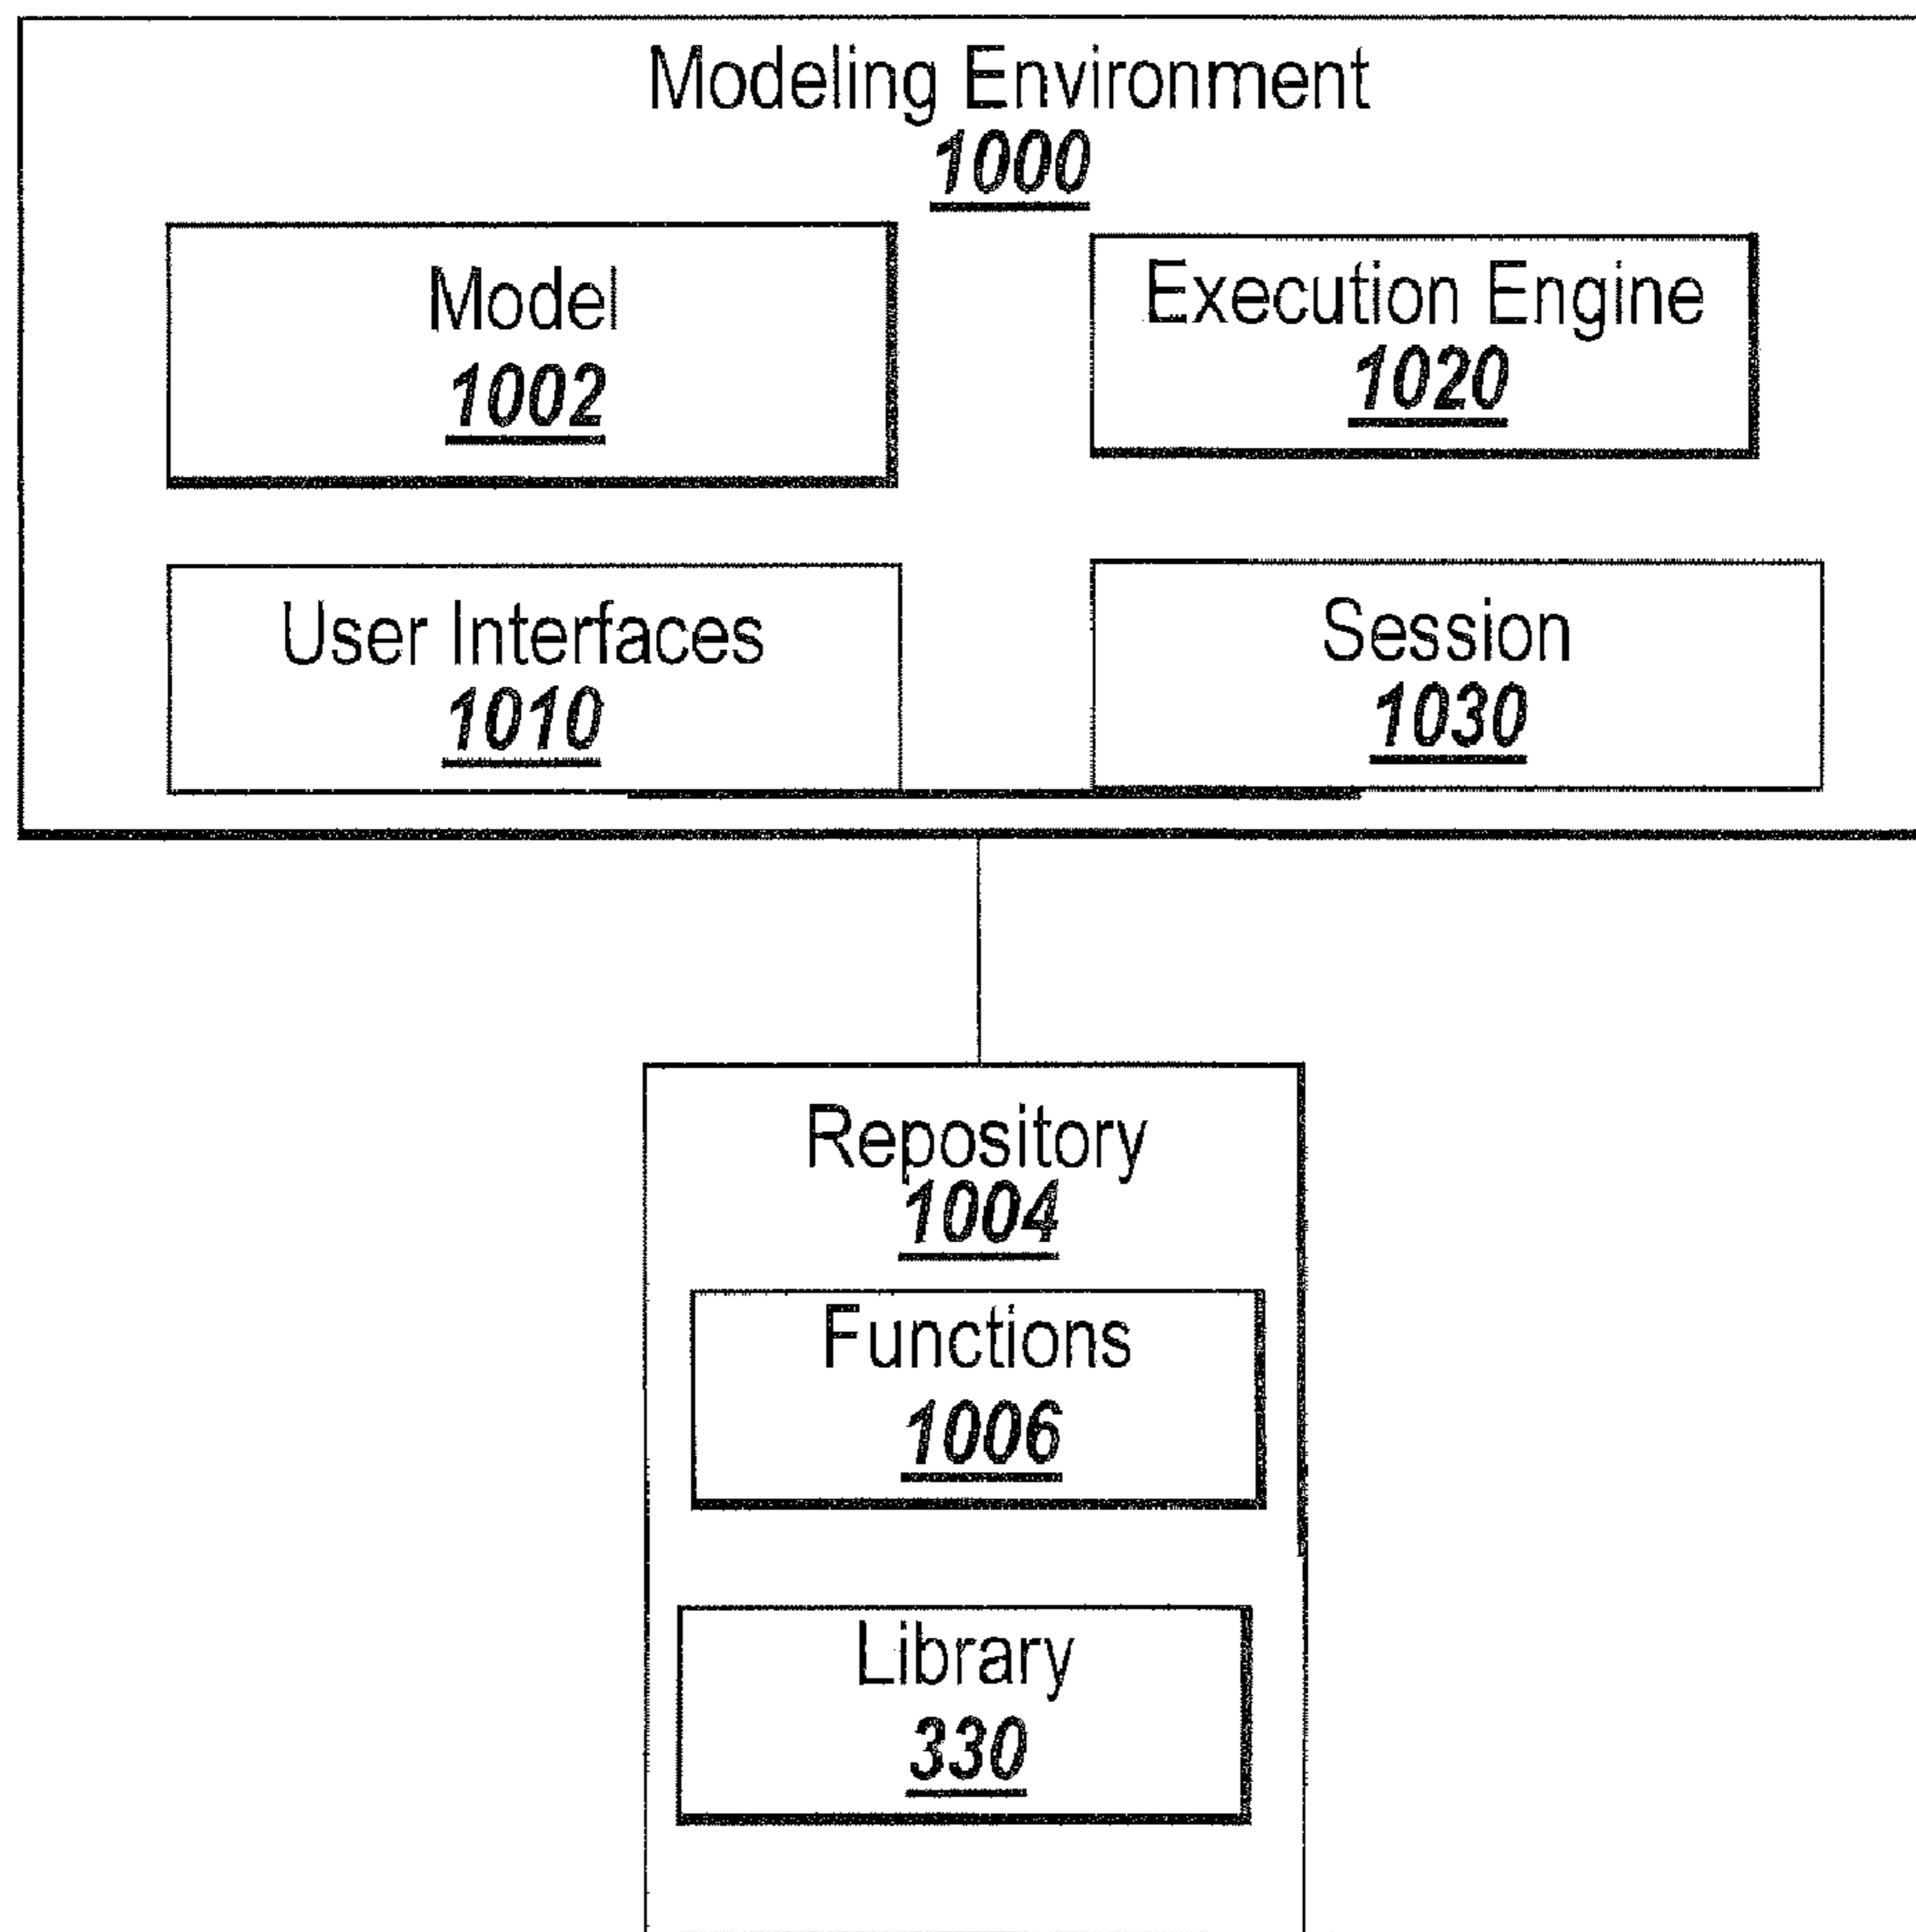 Modeling Environment
1000
Model
1002
Execution Engine
1020
User Interfaces
1010
Session
1030
Repository
1004
Functions
1006
Library
330